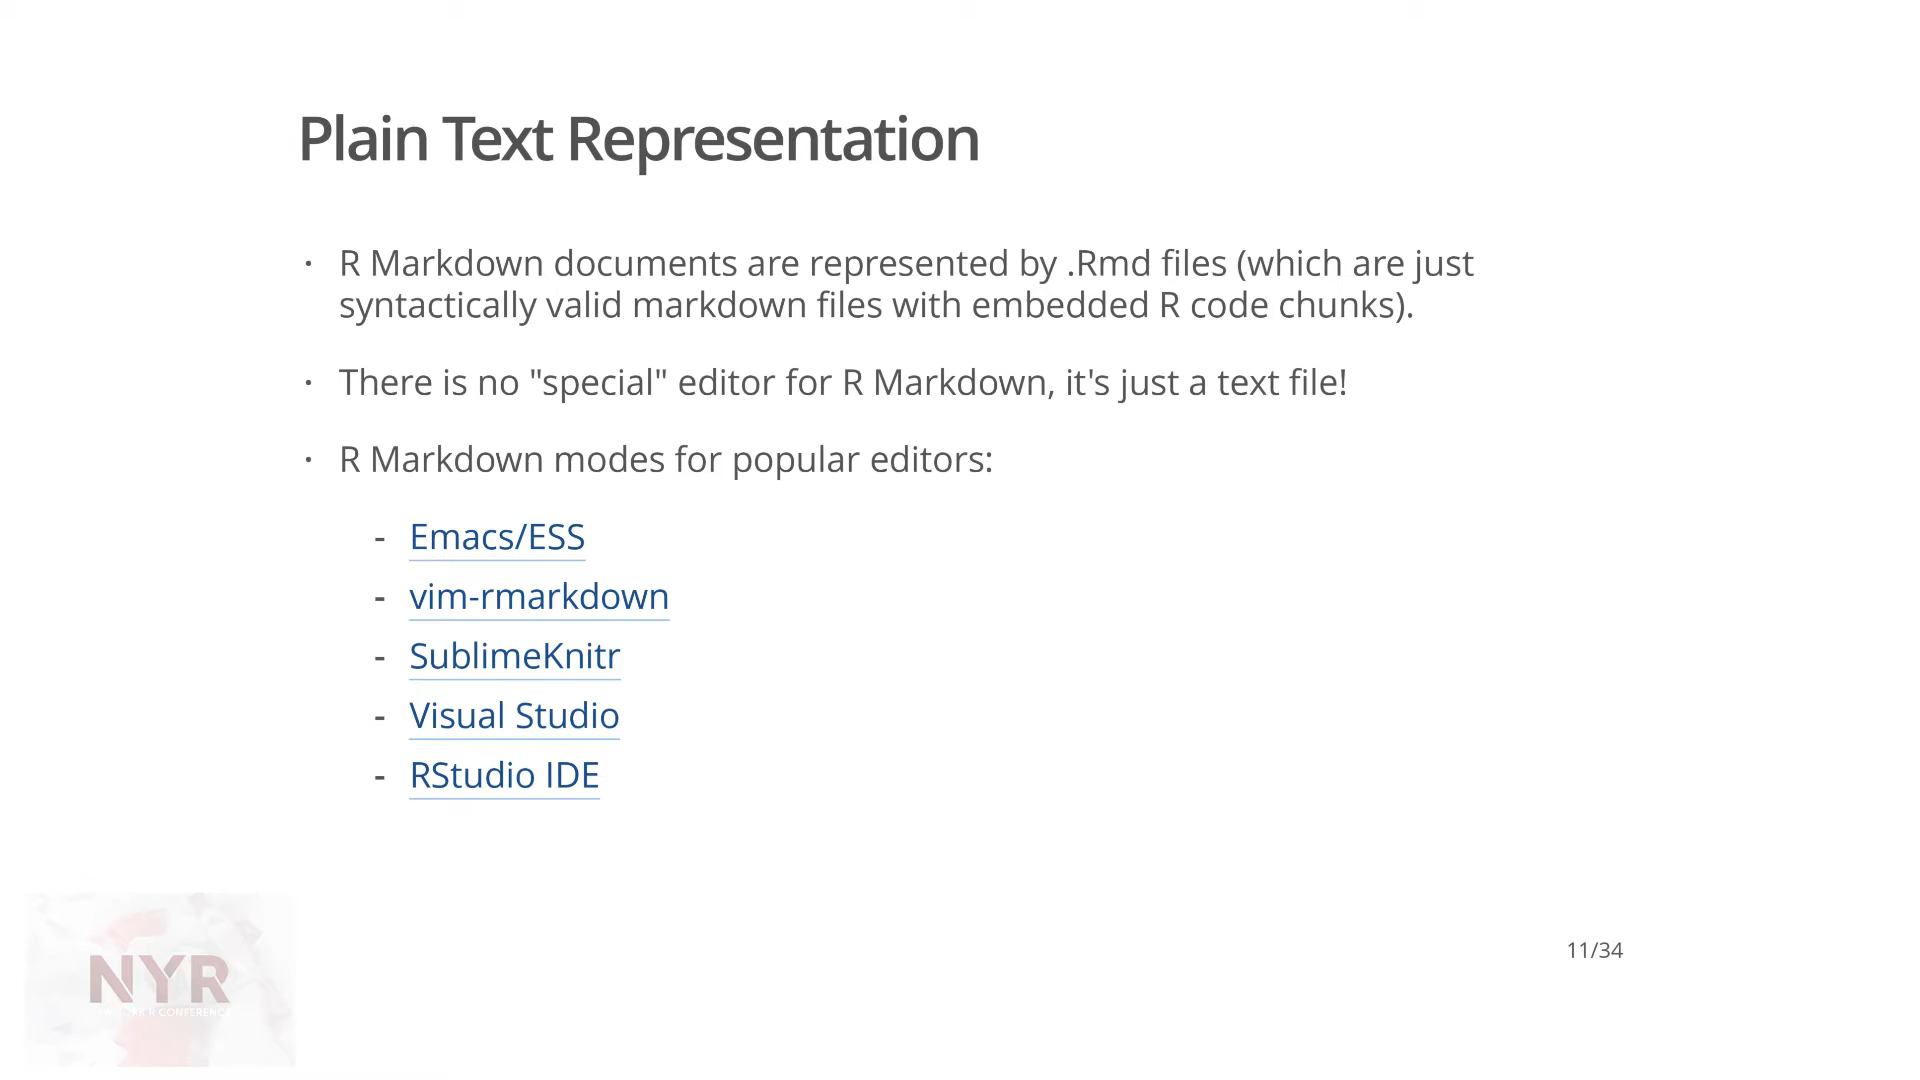 Plain Text Representation
· R Markdown documents are represented by .Rmd files (which are just
syntactically valid markdown files with embedded R code chunks).
· There is no "special" editor for R Markdown, it's just a text file!
· R Markdown modes for popular editors:
- Emacs/ESS
- vim-rmarkdown
- SublimeKnitr
- Visual Studio
- RStudio IDE
11/34
NYR
R CONFERENCE